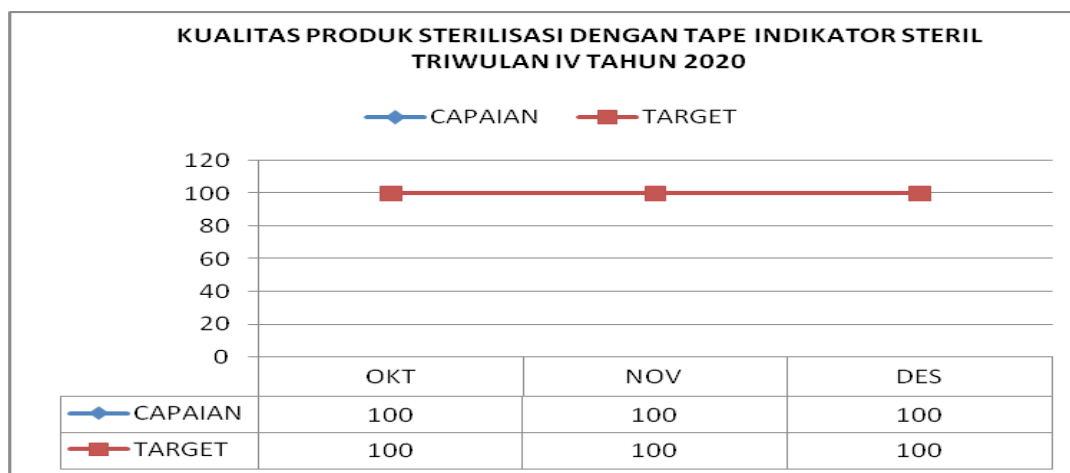 KUALITAS PRODUK STERILISASI DENGAN TAPE INDIKATOR STERIL
TRIWULAN IV TAHUN 2020
CAPAIAN TARGET
120
100
80
60
40
20
0
OKT NOV DES
CAPAIAN 100 100 100
TARGET 100 100 100